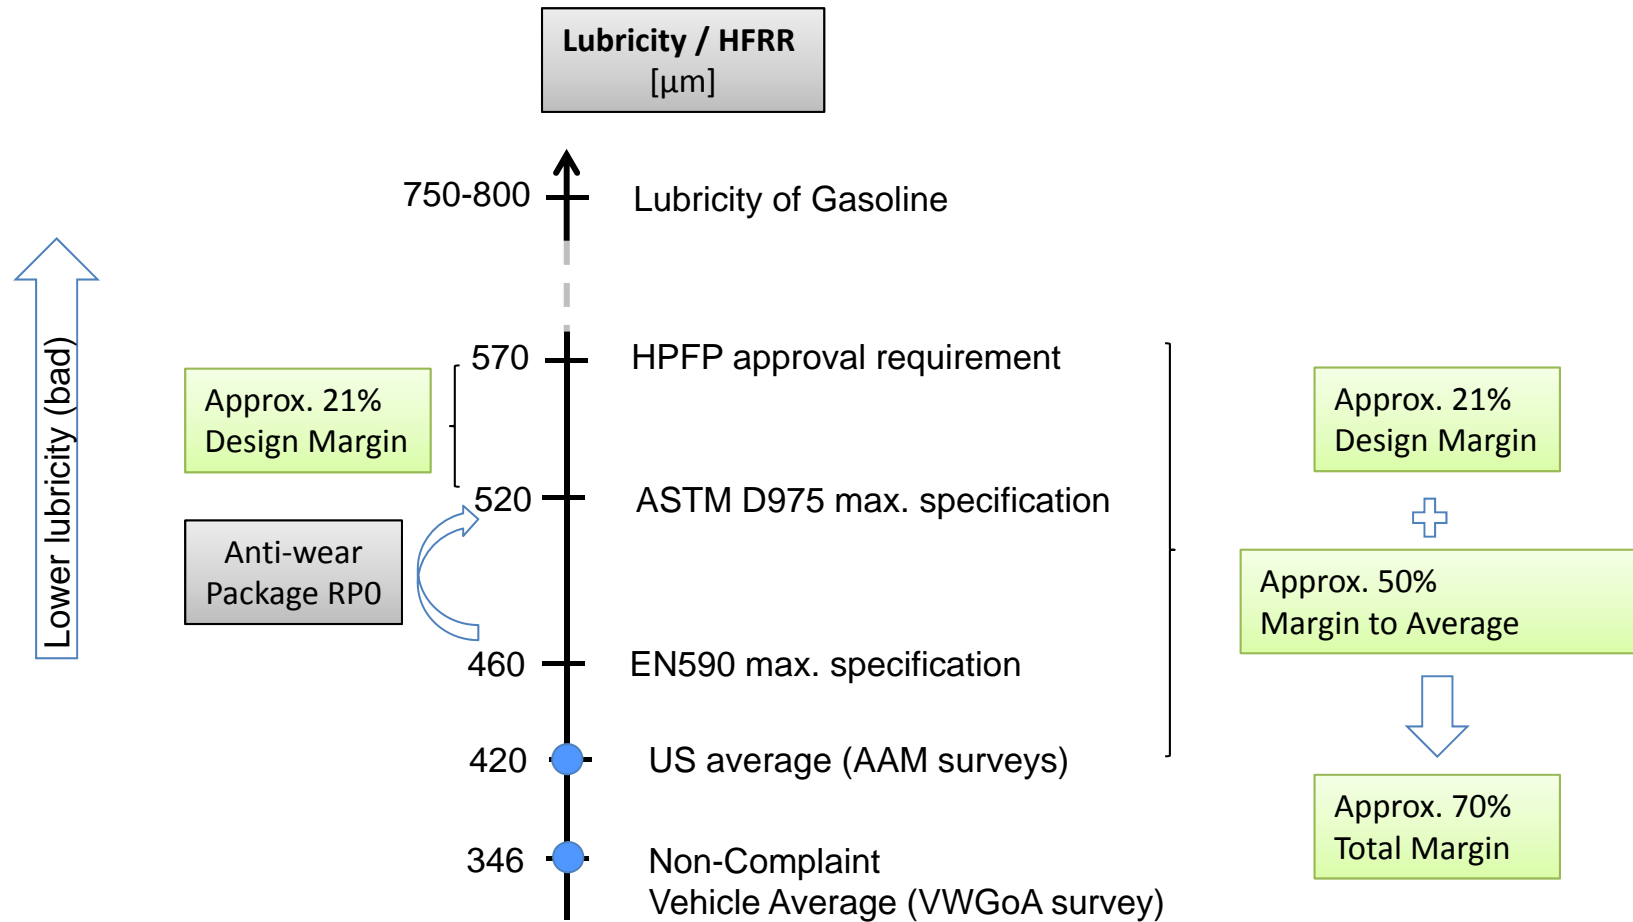 Lubricity / HFRR
[µm]
750-800
Lubricity of Gasoline
Lower lubricity (bad)
570
HPFP approval requirement
Approx. 21%
Design Margin
Approx. 21%
Design Margin
520
ASTM D975 max. specification
Anti-wear
Package RP0
Approx. 50%
Margin to Average
460
EN590 max. specification
420
US average (AAM surveys)
Approx. 70%
Total Margin
346
Non-Complaint
Vehicle Average (VWGoA survey)